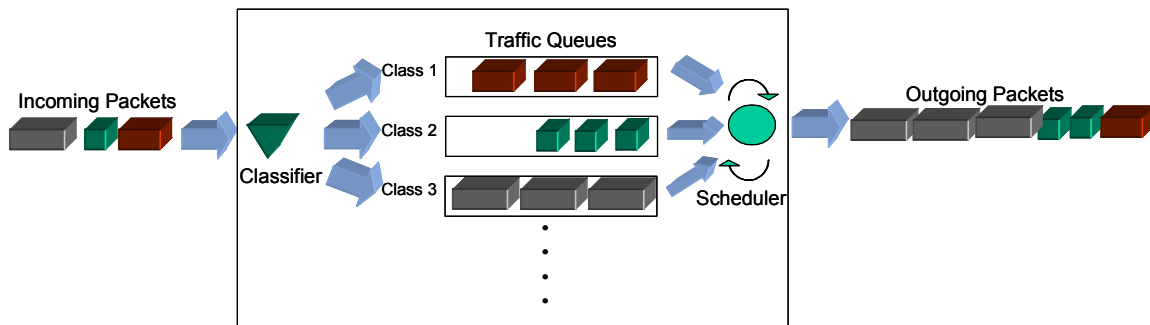 Traffic Queues
Incoming Packets
Classifier
Class 1
Class 2
Class 3
Scheduler
Outgoing Packets